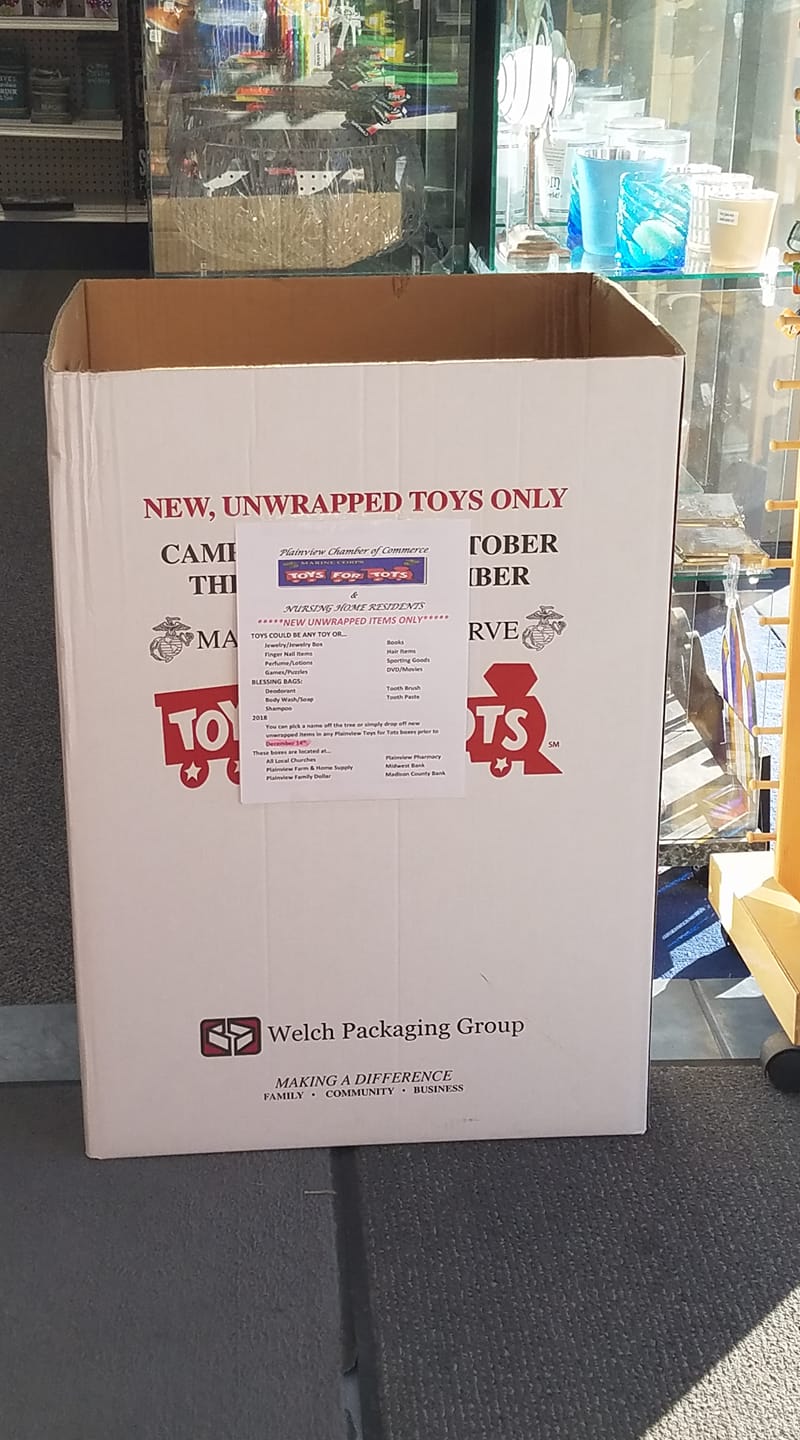 NEW, UNWRAPPED TOYS ONLY
CAMP
TOBER
THR
MBER
MA
RVE
TOY
OTS
SM
Plainview Chamber of Commerce
MARINE CORPS
TOYS FOR TOTS
&
NURSING HOME RESIDENTS
*****NEW UNWRAPPED ITEMS ONLY*****
TOYS COULD BE ANY TOY OR...
Jewelry/Jewelry Box
Books
Finger Nail Items
Hair Items
Perfume/Lotions
Sporting Goods
Games/Puzzles
DVD/Movies
BLESSING BAGS:
Deodorant
Tooth Brush
Body Wash/Soap
Tooth Paste
Shampoo
2018
You can pick a name off the tree or simply drop off new
unwrapped items in any Plainview Toys for Tots boxes prior to
December 14th.
These boxes are located at...
All Local Churches
Plainview Pharmacy
Plainview Farm & Home Supply
Midwest Bank
Plainview Family Dollar
Madison County Bank
Welch Packaging Group
MAKING A DIFFERENCE
FAMILY • COMMUNITY • BUSINESS